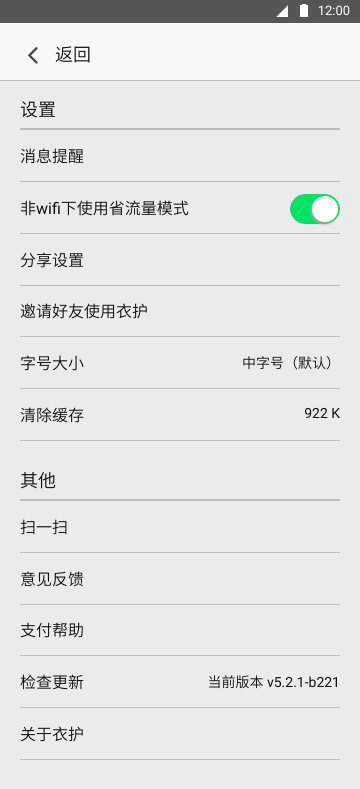 12:00
返回
设置
消息提醒
非wifi下使用省流量模式
分享设置
邀请好友使用衣护
字号大小 中字号（默认）
清除缓存 922 K
其他
扫一扫
意见反馈
支付帮助
检查更新 当前版本 v5.2.1-b221
关于衣护